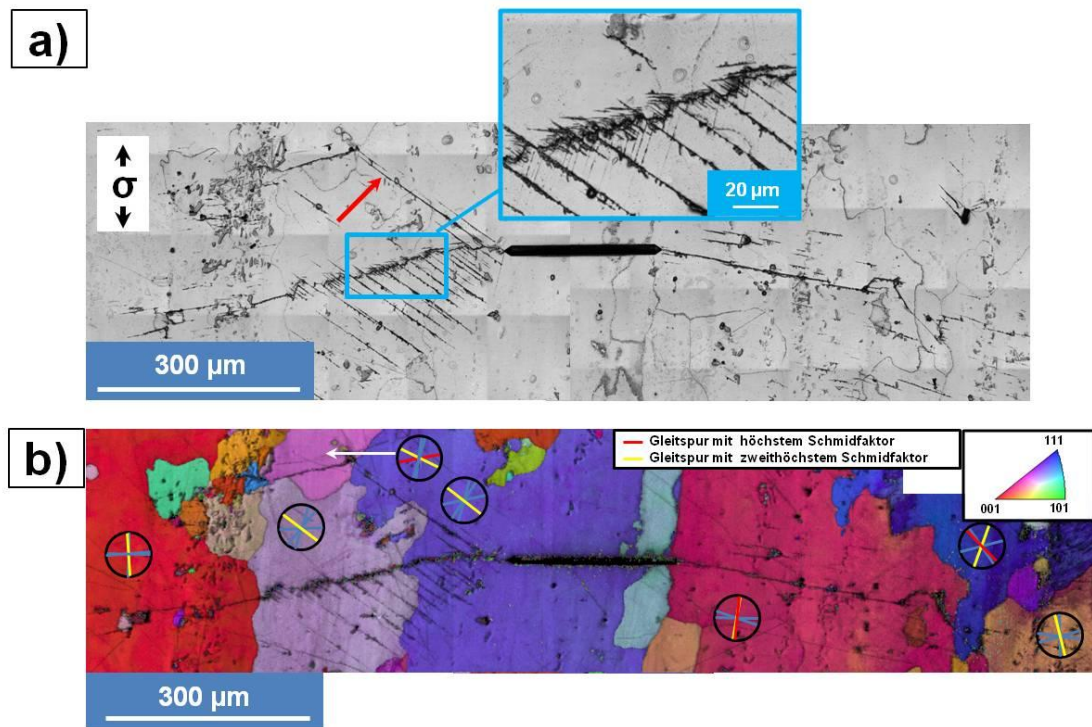 a)
σ
20 µm
300 µm
b)
Gleitspur mit höchstem Schmidfaktor
Gleitspur mit zweithöchstem Schmidfaktor
111
001
101
300 µm